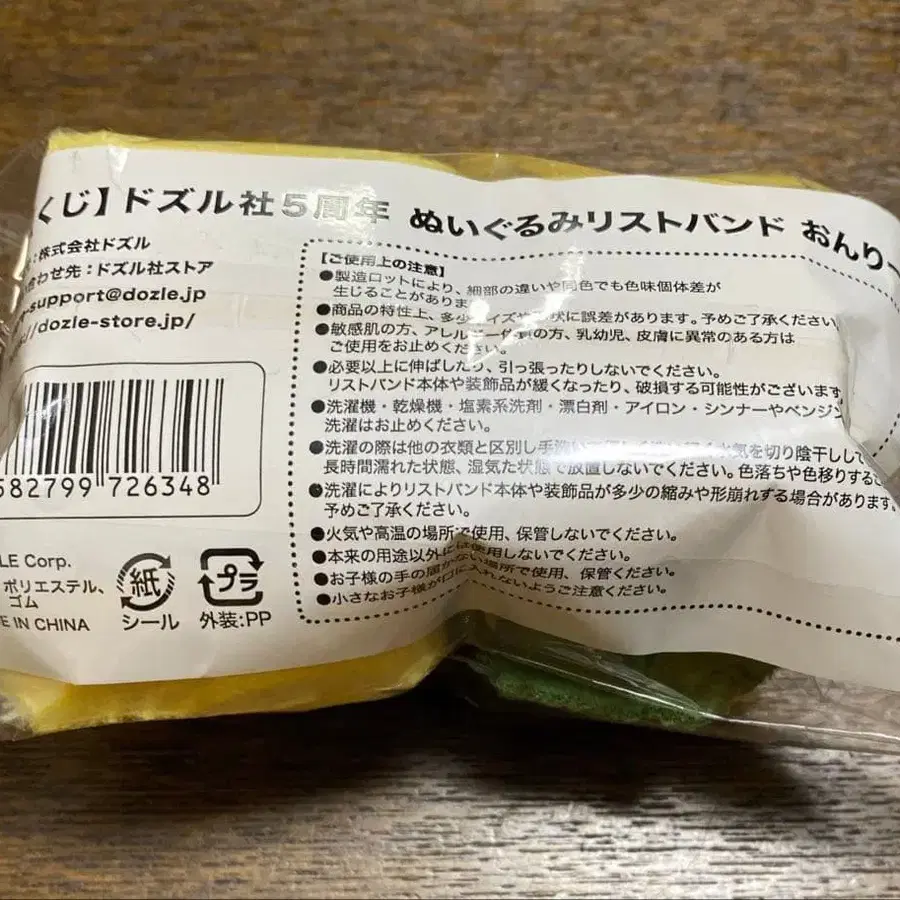 くじ】ドズル社5周年 ぬいぐるみリストバンド おんりー
:株式会社ドズル
合わせ先:ドズル社ストア
-support@dozle.jp
//dozle-store.jp/
582799 726348
LE Corp.
ポリエステル、
ゴム
E IN CHINA
紙
シール
プラ
外装:PP
【ご使用上の注意】
●製造ロットにより、細部の違いや同色でも色味個体差が
生じることがありま
●商品の特性上、多少 イズや 状に誤差があります。予めご了承ください。
●敏感肌の方、アレルギー体質の方、乳幼児、皮膚に異常のある方は
ご使用をお止めください。
●必要以上に伸ばしたり、引っ張ったりしないでください。
リストバンド本体や装飾品が緩くなったり、破損する可能性がございます
●洗濯機・乾燥機・塩素系洗剤・漂白剤・アイロン・シンナーやベンジン
洗濯はお止めください。
●洗濯の際は他の衣類と区別し手洗い 水気を切り陰干しして
長時間濡れた状態、湿気た状態で放置しないでください。色落ちや色移りするこ
●洗濯によりリストバンド本体や装飾品が多少の縮みや形崩れする場合があります。
予めご了承ください。
●火気や高温の場所で使用、保管しないでください。
●本来の用途以外には使用しないでください。
●お子様の手の届かない場所で使用、保管ください。
●小さなお子様が口に入れないようご注意ください。